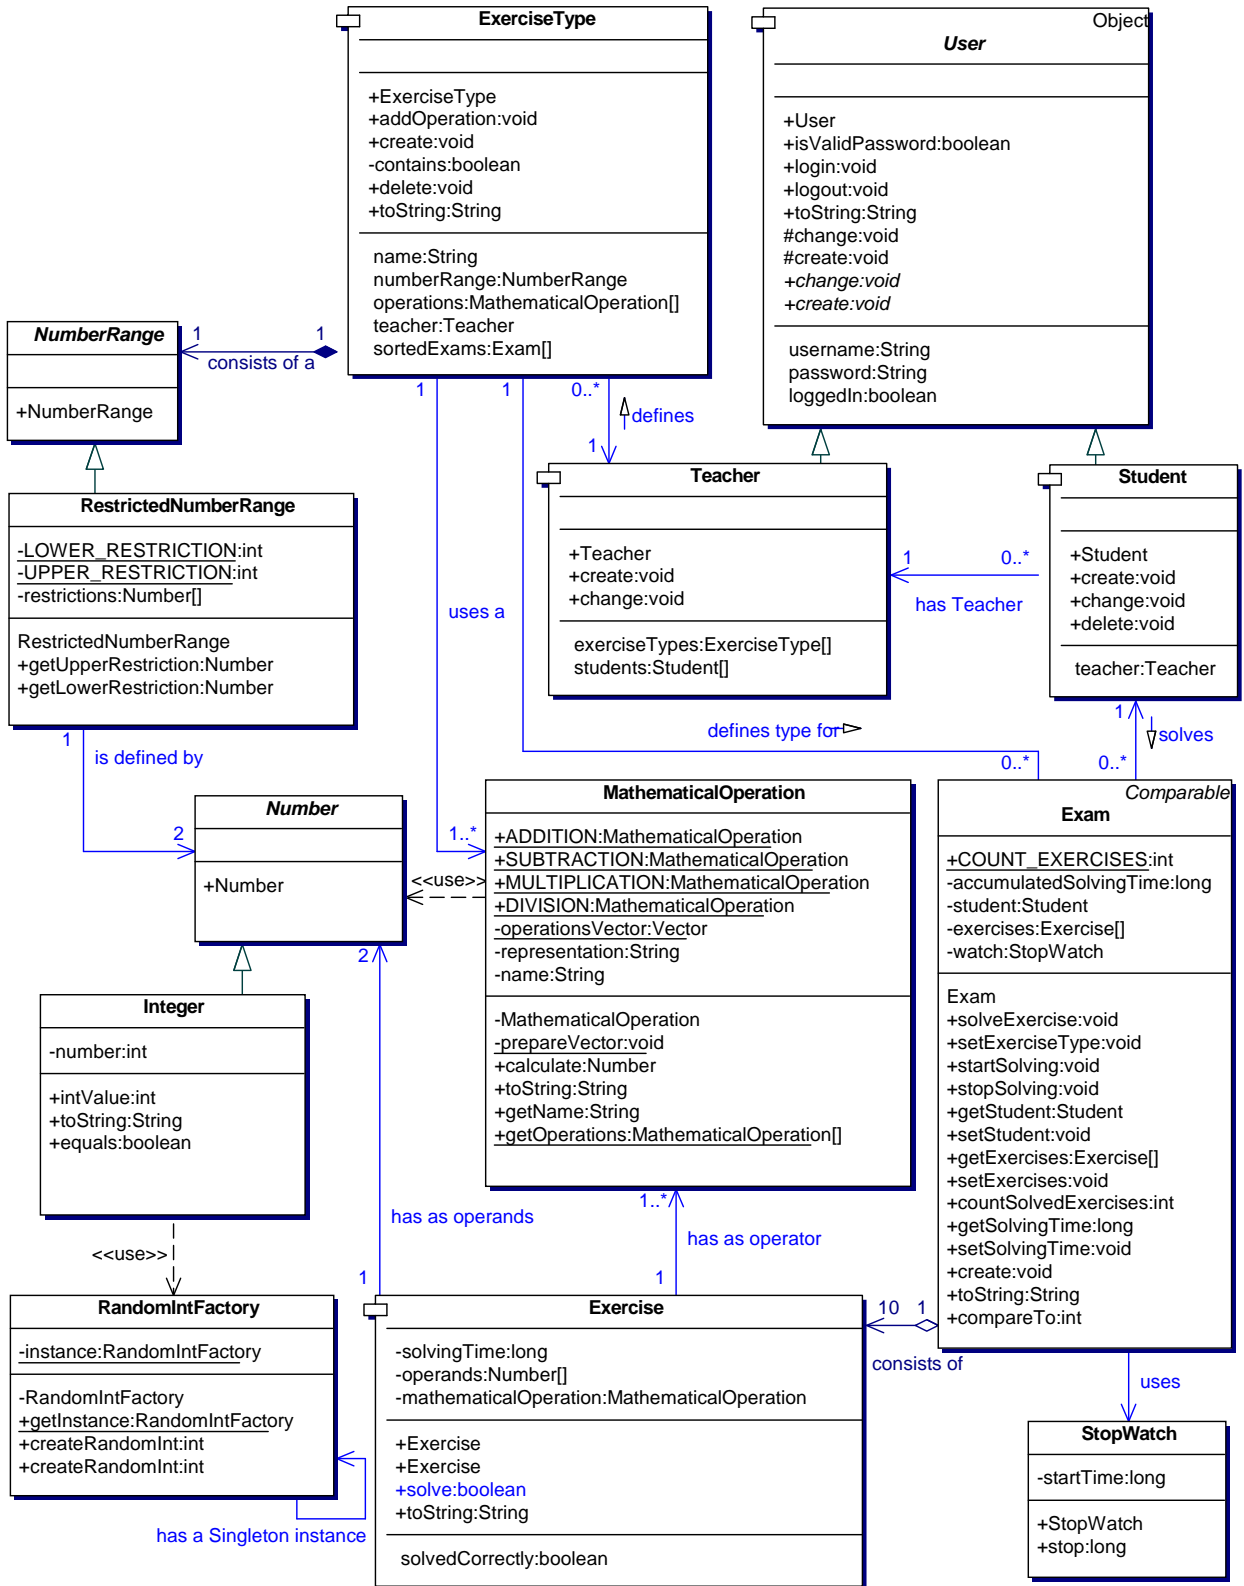 ExerciseType
+ExerciseType
+addOperation:void
+create:void
-contains:boolean
+delete:void
+toString:String
name:String
numberRange:NumberRange
operations:MathematicalOperation[]
teacher:Teacher
sortedExams:Exam[]
Object
User
+User
+isValidPassword:boolean
+login:void
+logout:void
+toString:String
#change:void
#create:void
+change:void
+create:void
username:String
password:String
loggedIn:boolean
NumberRange
+NumberRange
1
1
consists of a
1
1
0..*
defines
1
RestrictedNumberRange
-LOWER_RESTRICTION:int
-UPPER_RESTRICTION:int
-restrictions:Number[]
RestrictedNumberRange
+getUpperRestriction:Number
+getLowerRestriction:Number
uses a
Teacher
+Teacher
+create:void
+change:void
exerciseTypes:ExerciseType[]
students:Student[]
1
0..*
has Teacher
Student
+Student
+create:void
+change:void
+delete:void
teacher:Teacher
1
is defined by
2
defines type for
0..*
1
solves
0..*
Number
+Number
1..*
<<use>>
2
MathematicalOperation
+ADDITION:MathematicalOperation
+SUBTRACTION:MathematicalOperation
+MULTIPLICATION:MathematicalOperation
+DIVISION:MathematicalOperation
-operationsVector:Vector
-representation:String
-name:String
-MathematicalOperation
-prepareVector:void
+calculate:Number
+toString:String
+getName:String
+getOperations:MathematicalOperation[]
Comparable
Exam
+COUNT_EXERCISES:int
-accumulatedSolvingTime:long
-student:Student
-exercises:Exercise[]
-watch:StopWatch
Exam
+solveExercise:void
+setExerciseType:void
+startSolving:void
+stopSolving:void
+getStudent:Student
+setStudent:void
+getExercises:Exercise[]
+setExercises:void
+countSolvedExercises:int
+getSolvingTime:long
+setSolvingTime:void
+create:void
+toString:String
+compareTo:int
Integer
-number:int
+intValue:int
+toString:String
+equals:boolean
<<use>>
has as operands
1
1..*
has as operator
1
RandomIntFactory
-instance:RandomIntFactory
-RandomIntFactory
+getInstance:RandomIntFactory
+createRandomInt:int
+createRandomInt:int
has a Singleton instance
Exercise
-solvingTime:long
-operands:Number[]
-mathematicalOperation:MathematicalOperation
+Exercise
+Exercise
+solve:boolean
+toString:String
solvedCorrectly:boolean
10
1
consists of
uses
StopWatch
-startTime:long
+StopWatch
+stop:long